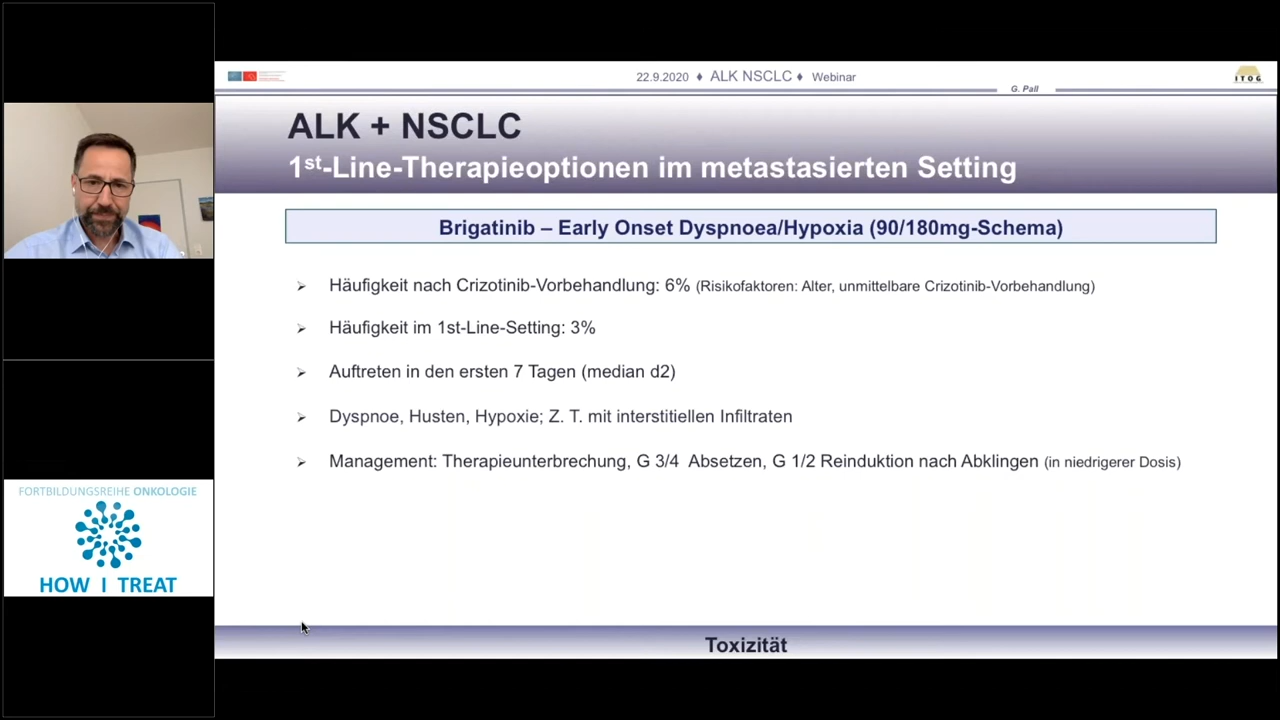 22.9.2020 ♦ ALK NSCLC ♦ Webinar
ITOG
G. Pall
ALK + NSCLC
1st-Line-Therapieoptionen im metastasierten Setting
Brigatinib – Early Onset Dyspnoea/Hypoxia (90/180mg-Schema)
➢ Häufigkeit nach Crizotinib-Vorbehandlung: 6% (Risikofaktoren: Alter, unmittelbare Crizotinib-Vorbehandlung)
➢ Häufigkeit im 1st-Line-Setting: 3%
➢ Auftreten in den ersten 7 Tagen (median d2)
➢ Dyspnoe, Husten, Hypoxie; Z. T. mit interstitiellen Infiltraten
➢ Management: Therapieunterbrechung, G 3/4 Absetzen, G 1/2 Reinduktion nach Abklingen (in niedrigerer Dosis)
Toxizität
FORTBILDUNGSREIHE ONKOLOGIE
HOW I TREAT